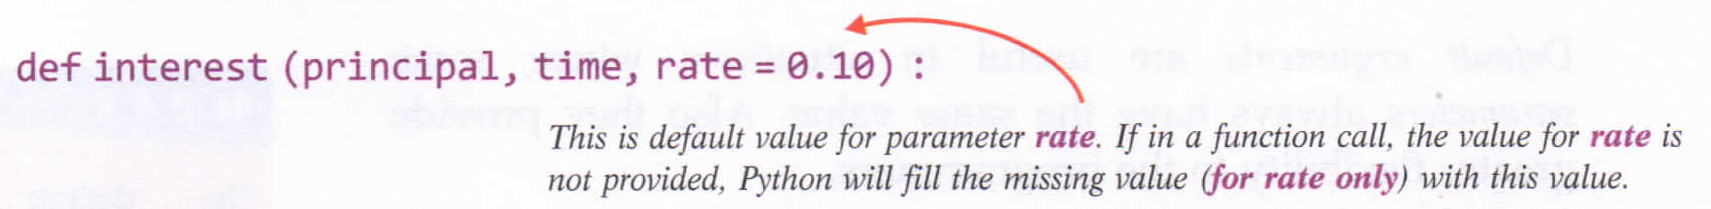 def interest (principal, time, rate = 0.10) :
This is default value for parameter rate. If in a function call, the value for rate is
not provided, Python will fill the missing value (for rate only) with this value.